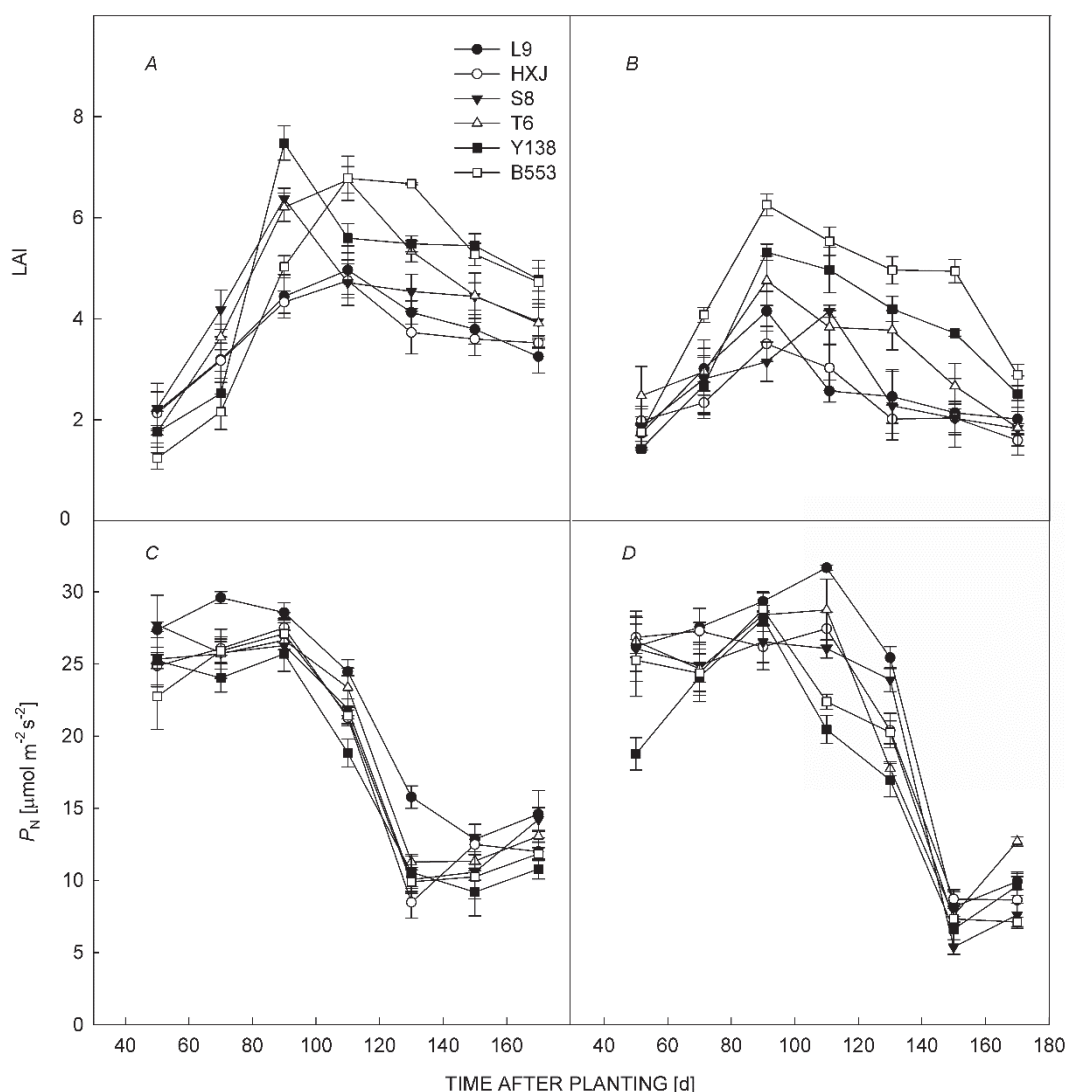 A
B
L9
HXJ
S8
T6
Y138
B553
8
6
4
2
0
LAI
C
D
30
25
20
15
10
5
0
P_N [μmol m⁻² s⁻²]
40 60 80 100 120 140 160 40 60 80 100 120 140 160 180
TIME AFTER PLANTING [d]